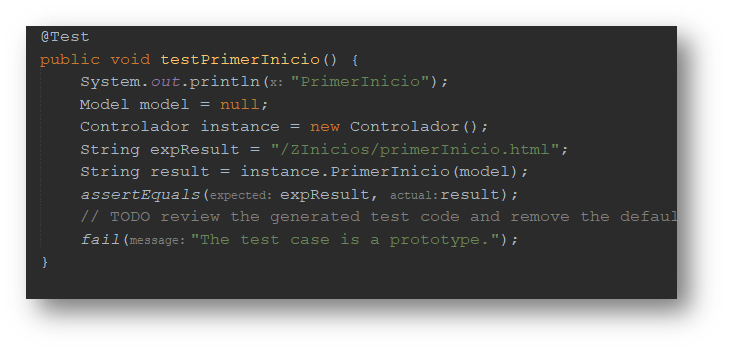 @Test
public void testPrimerInicio() {
System.out.println(x: "PrimerInicio");
Model model = null;
Controlador instance = new Controlador();
String expResult = "/ZInicios/primerInicio.html";
String result = instance.PrimerInicio(model);
assertEquals(expected: expResult, actual: result);
// TODO review the generated test code and remove the defaul
fail(message: "The test case is a prototype.");
}